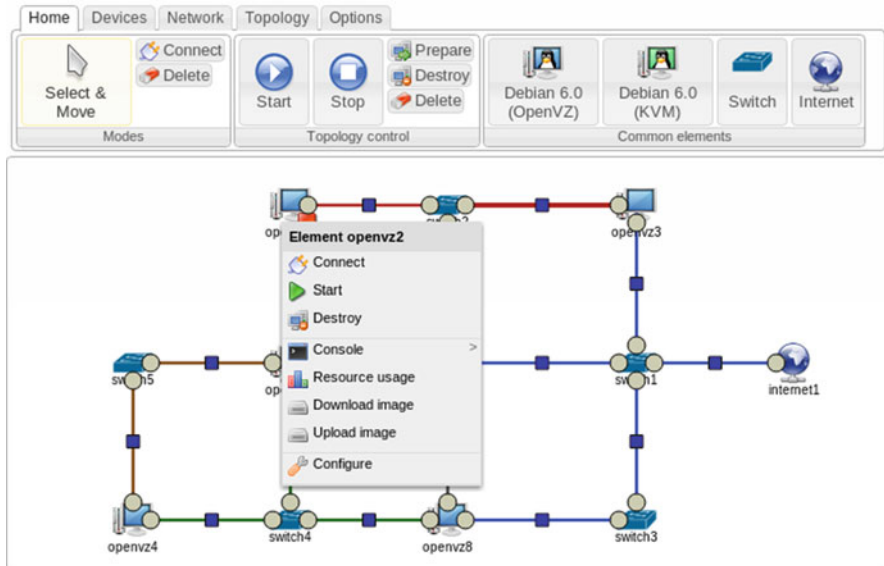 Home Devices Network Topology Options
Select & Move
Connect
Delete
Modes
Start
Stop
Prepare
Destroy
Delete
Topology control
Debian 6.0 (OpenVZ)
Debian 6.0 (KVM)
Switch
Internet
Common elements
openvz3
Element openvz2
Connect
Start
Destroy
Console >
Resource usage
Download image
Upload image
Configure
switch5
switch1
internet1
openvz4
switch4
openvz8
switch3